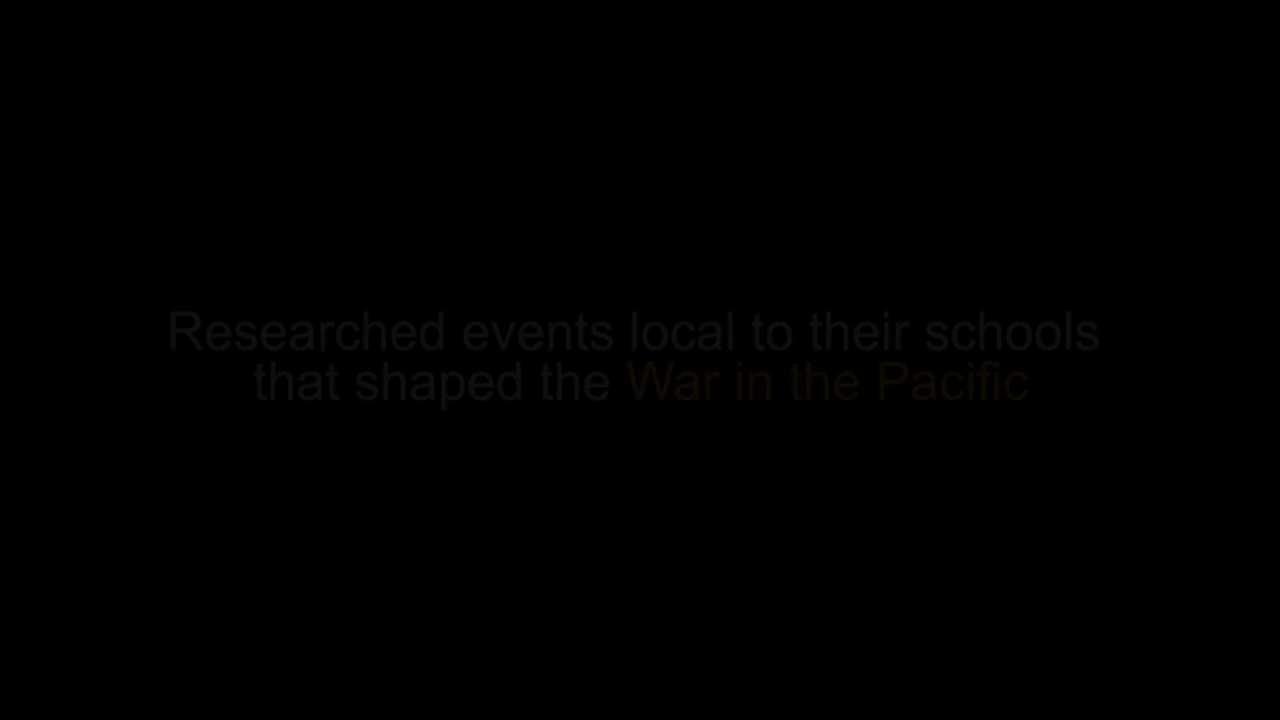 Researched events local to their schools
that shaped the War in the Pacific